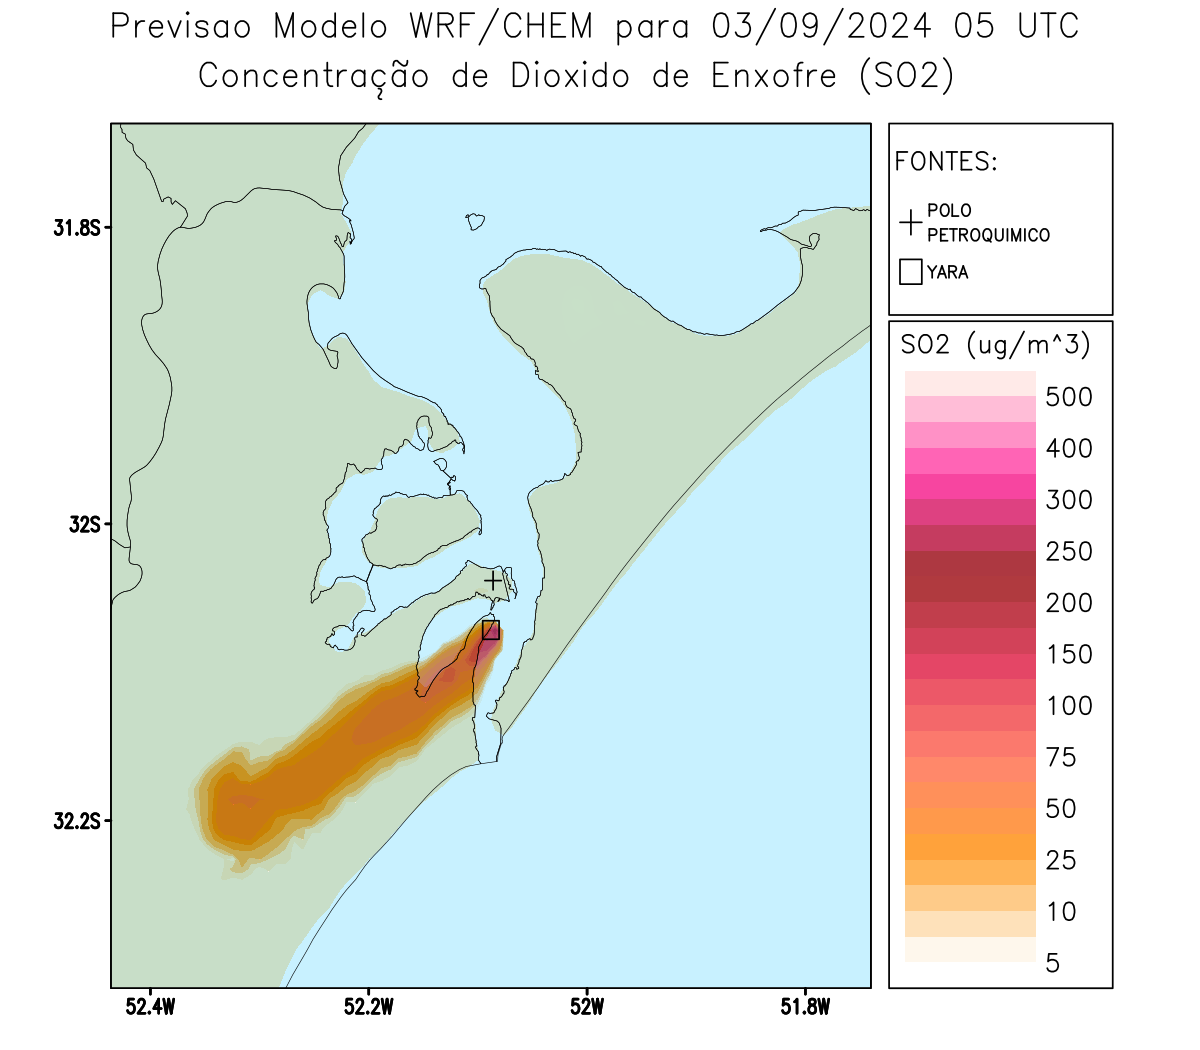 Previsao Modelo WRF/CHEM para 03/09/2024 05 UTC
Concentração de Dioxido de Enxofre (SO2)
FONTES:
POLO
PETROQUIMICO
YARA
SO2 (ug/m^3)
500
400
300
250
200
150
100
75
50
25
10
5
31.8S
32S
32.2S
52.4W
52.2W
52W
51.8W